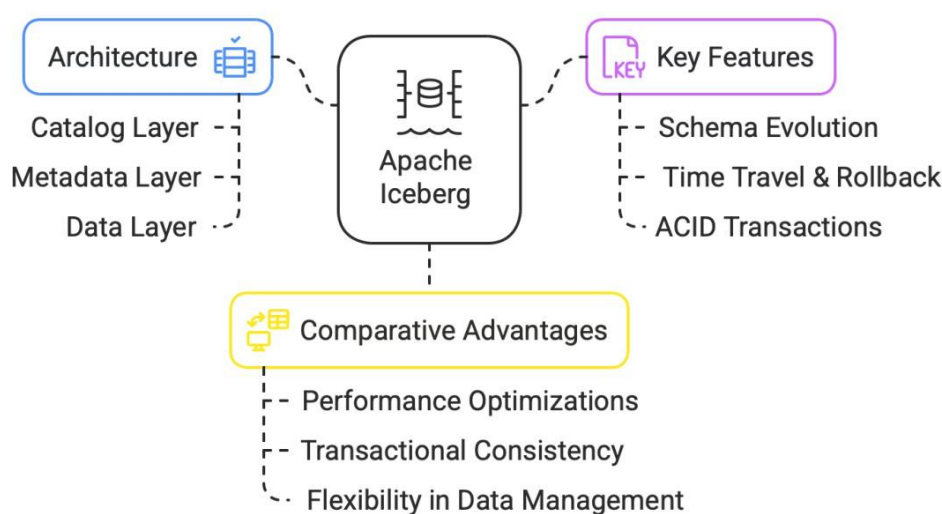 Architecture
Catalog Layer
Metadata Layer
Data Layer
Apache
Iceberg
KEY
Key Features
Schema Evolution
Time Travel & Rollback
ACID Transactions
Comparative Advantages
Performance Optimizations
Transactional Consistency
Flexibility in Data Management